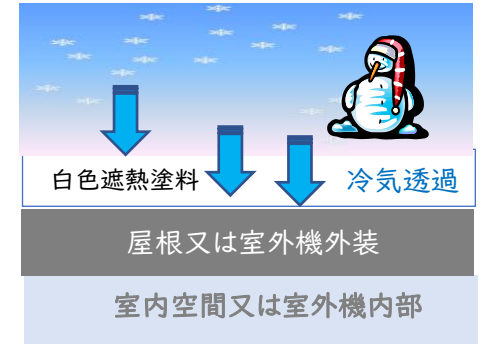 白色遮熱塗料 冷気透過
屋根又は室外機外装
室内空間又は室外機内部